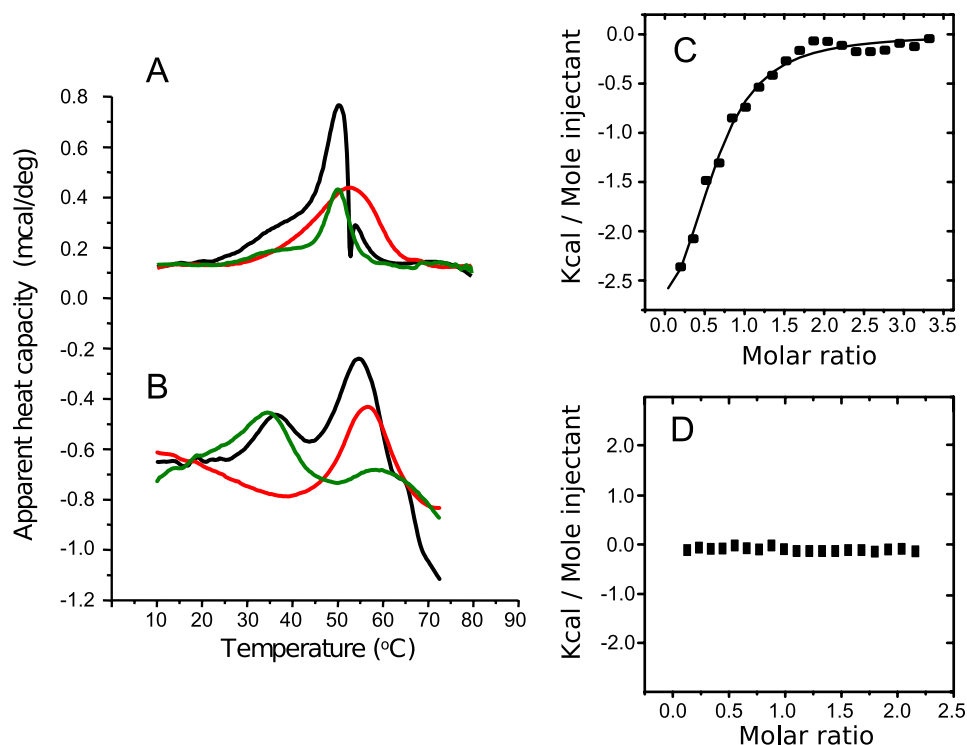 A
B
Apparent heat capacity (mcal/deg)
0.8
0.6
0.4
0.2
0.0
-0.2
-0.4
-0.6
-0.8
-1.0
-1.2
10 20 30 40 50 60 70 80 90
Temperature (°C)
C
Kcal / Mole injectant
0.0
-0.5
-1.0
-1.5
-2.0
-2.5
0.0 0.5 1.0 1.5 2.0 2.5 3.0 3.5
Molar ratio
D
Kcal / Mole injectant
2.0
1.0
0.0
-1.0
-2.0
0.0 0.5 1.0 1.5 2.0 2.5
Molar ratio